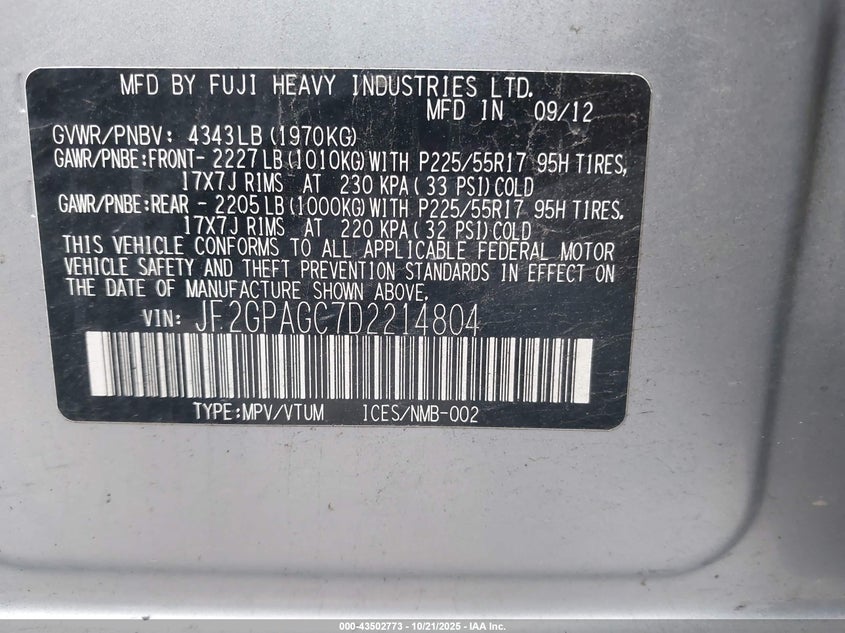 MFD BY FUJI HEAVY INDUSTRIES LTD.
MFD IN 09/12
GVWR/PNBV: 4343LB (1970KG)
GAWR/PNBE:FRONT- 2227LB (1010KG) WITH P225/55R17 95H TIRES,
17X7J RIMS AT 230 KPA (33 PSI) COLD
GAWR/PNBE:REAR - 2205LB (1000KG) WITH P225/55R17 95H TIRES.
17X7J RIMS AT 220 KPA (32 PSI) COLD
THIS VEHICLE CONFORMS TO ALL APPLICABLE FEDERAL MOTOR
VEHICLE SAFETY AND THEFT PREVENTION STANDARDS IN EFFECT ON
THE DATE OF MANUFACTURE SHOWN ABOVE.
VIN: JF2GPAGC7D2214804
TYPE:MPV/VTUM ICES/NMB-002
000-43502773 - 10/21/2025 - IAA Inc.